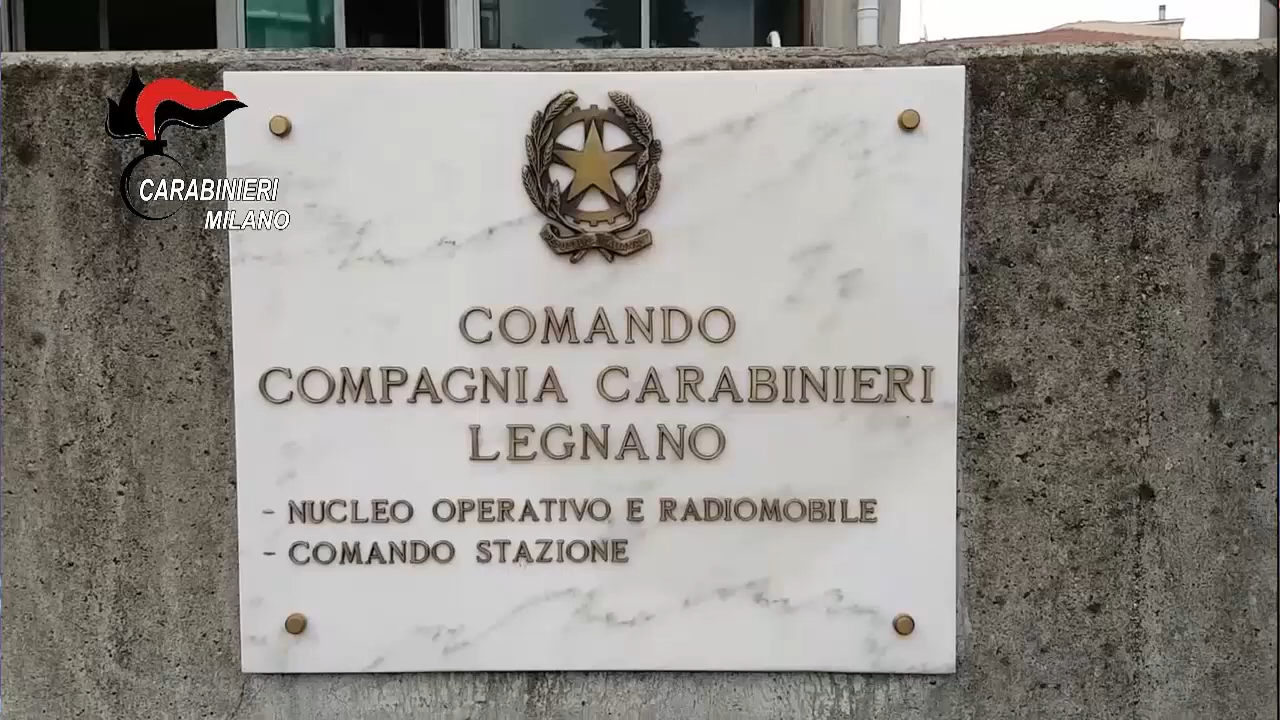 CARABINIERI
MILANO
COMANDO
COMPAGNIA CARABINIERI
LEGNANO
- NUCLEO OPERATIVO E RADIOMOBILE
- COMANDO STAZIONE